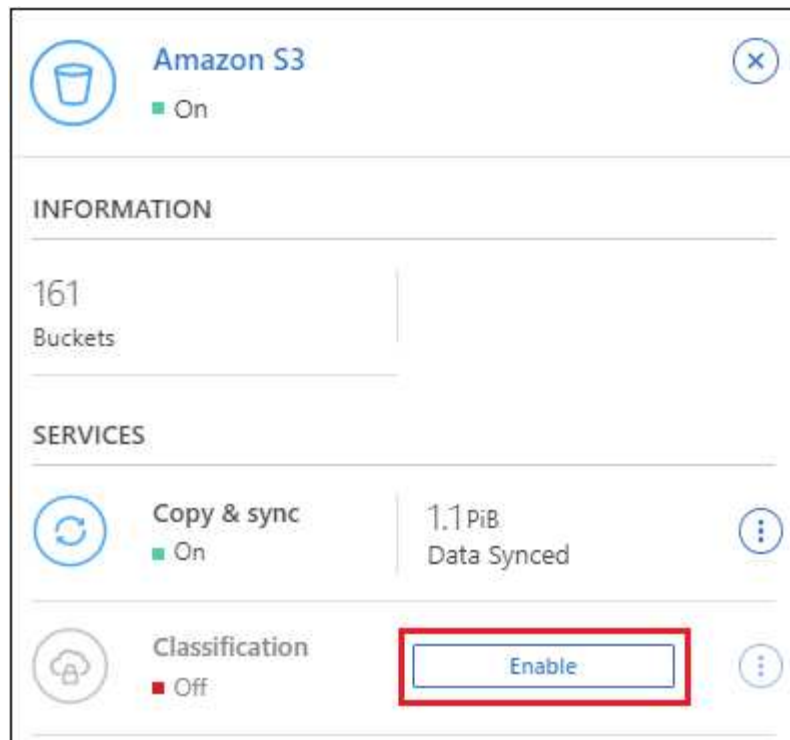 Amazon S3
On
INFORMATION
161
Buckets
SERVICES
Copy & sync
On
1.1 PiB
Data Synced
Classification
Off
Enable